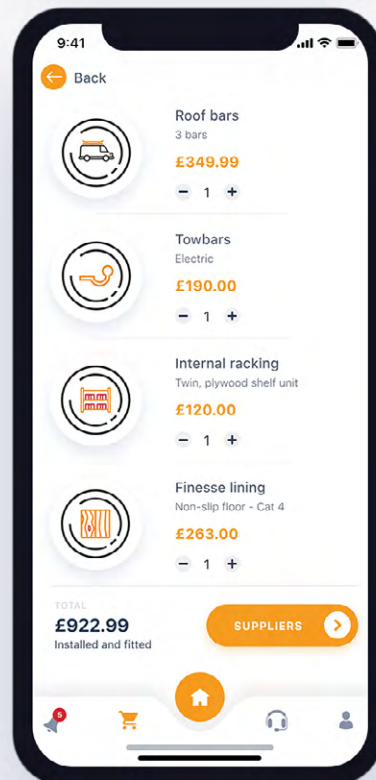 9:41
Back
Roof bars
3 bars
£349.99
− 1 +
Towbars
Electric
£190.00
− 1 +
Internal racking
Twin, plywood shelf unit
£120.00
− 1 +
Finesse lining
Non-slip floor - Cat 4
£263.00
− 1 +
TOTAL
£922.99
Installed and fitted
SUPPLIERS
5